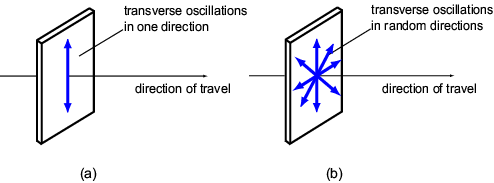 transverse oscillations
in one direction
direction of travel
(a)
transverse oscillations
in random directions
direction of travel
(b)